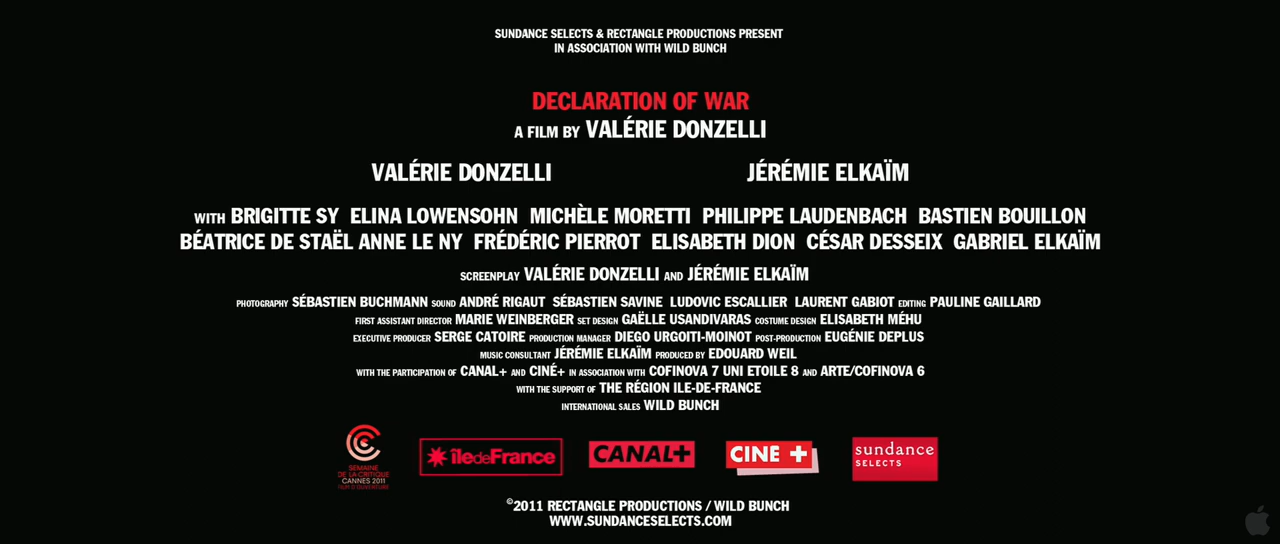 SUNDANCE SELECTS & RECTANGLE PRODUCTIONS PRESENT
IN ASSOCIATION WITH WILD BUNCH
DECLARATION OF WAR
A FILM BY VALÉRIE DONZELLI
VALÉRIE DONZELLI JÉRÉMIE ELKAÏM
WITH BRIGITTE SY ELINA LOWENSOHN MICHÈLE MORETTI PHILIPPE LAUDENBACH BASTIEN BOUILLON
BÉATRICE DE STAËL ANNE LE NY FRÉDÉRIC PIERROT ELISABETH DION CÉSAR DESSEIX GABRIEL ELKAÏM
SCREENPLAY VALÉRIE DONZELLI AND JÉRÉMIE ELKAÏM
PHOTOGRAPHY SÉBASTIEN BUCHMANN SOUND ANDRÉ RIGAUT SÉBASTIEN SAVINE LUDOVIC ESCALLIER LAURENT GABIOT EDITING PAULINE GAILLARD
FIRST ASSISTANT DIRECTOR MARIE WEINBERGER SET DESIGN GAËLLE USANDIVARAS COSTUME DESIGN ELISABETH MÉHU
EXECUTIVE PRODUCER SERGE CATOIRE PRODUCTION MANAGER DIEGO URGOITI-MOINOT POST-PRODUCTION EUGÉNIE DEPLUS
MUSIC CONSULTANT JÉRÉMIE ELKAÏM PRODUCED BY EDOUARD WEIL
WITH THE PARTICIPATION OF CANAL+ AND CINÉ+ IN ASSOCIATION WITH COFINOVA 7 UNI ETOILE 8 AND ARTE/COFINOVA 6
WITH THE SUPPORT OF THE RÉGION ILE-DE-FRANCE
INTERNATIONAL SALES WILD BUNCH
SEMAINE
DE LA CRITIQUE
CANNES 2011
FILM D'OUVERTURE
îledeFrance
CANAL+
CINE +
sundance
SELECTS
©2011 RECTANGLE PRODUCTIONS / WILD BUNCH
WWW.SUNDANCESELECTS.COM